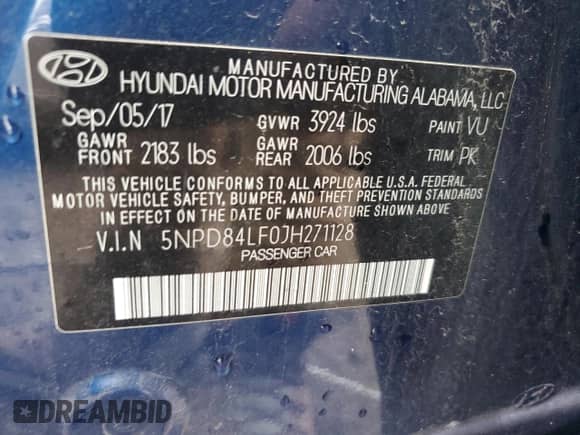 MANUFACTURED BY
HYUNDAI MOTOR MANUFACTURING ALABAMA, LLC
Sep/05/17 GVWR 3924 lbs PAINT VU
GAWR FRONT 2183 lbs GAWR REAR 2006 lbs TRIM PK
THIS VEHICLE CONFORMS TO ALL APPLICABLE U.S.A. FEDERAL
MOTOR VEHICLE SAFETY, BUMPER, AND THEFT PREVENTION STANDARDS
IN EFFECT ON THE DATE OF MANUFACTURE SHOWN ABOVE.
V.I.N 5NPD84LF0JH271128
PASSENGER CAR
DREAMBID